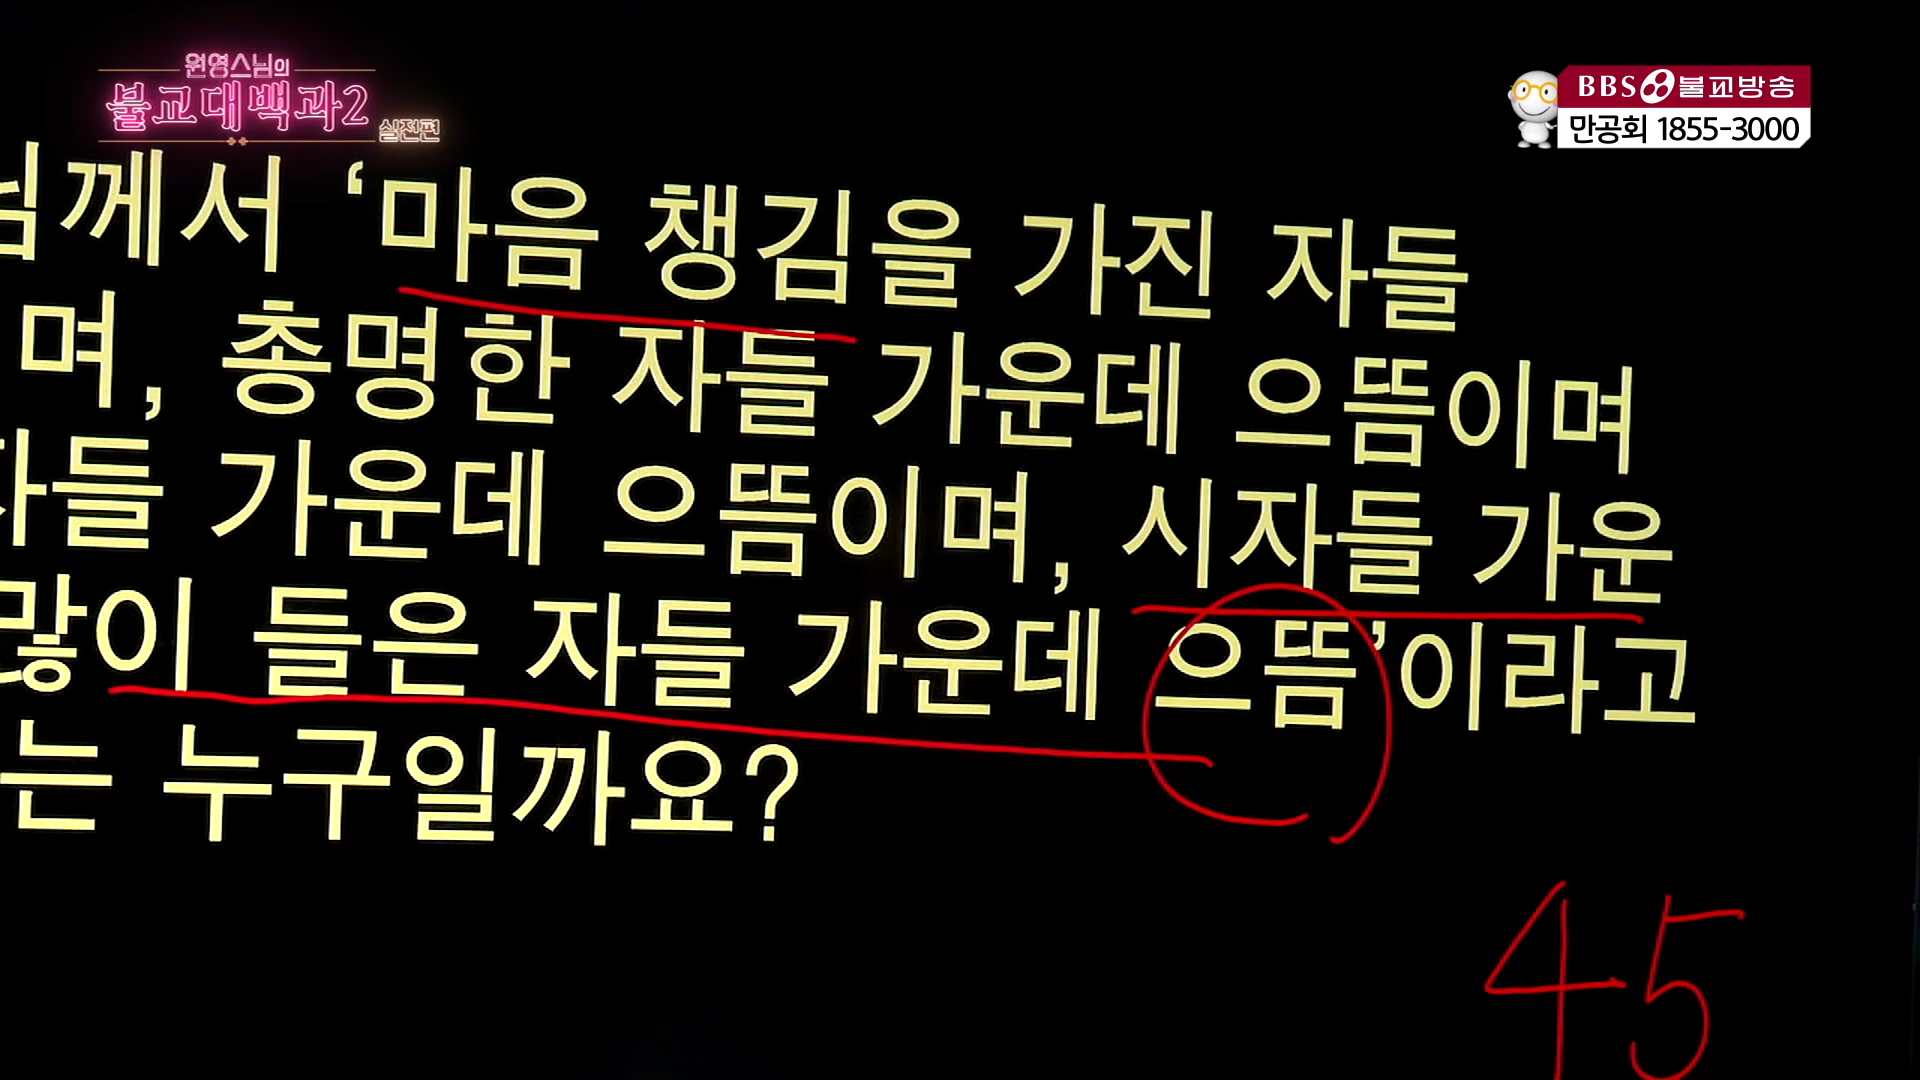 원영스님의
불교대백과2
실전편
BBS 불교방송
만공회 1855-3000
님께서 ‘마음 챙김을 가진 자들
며, 총명한 자들 가운데 으뜸이며
자들 가운데 으뜸이며, 시자들 가운
많이 들은 자들 가운데 으뜸’이라고
는 누구일까요?
45